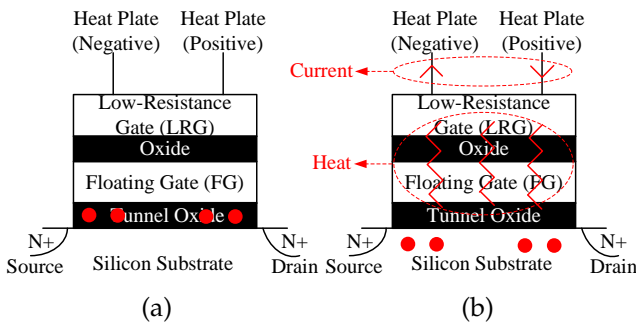 Heat Plate
(Negative)
Heat Plate
(Positive)
Low-Resistance
Gate (LRG)
Oxide
Floating Gate (FG)
Tunnel Oxide
N+
Source
Silicon Substrate
N+
Drain
(a)
Heat Plate
(Negative)
Heat Plate
(Positive)
Current
Low-Resistance
Gate (LRG)
Oxide
Heat
Floating Gate (FG)
Tunnel Oxide
N+
Source
Silicon Substrate
N+
Drain
(b)